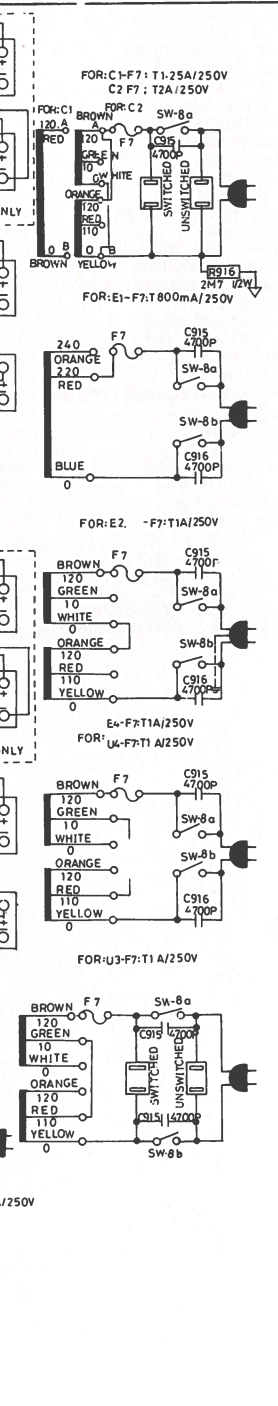 FOR: C1-F7: T1.25A/250V
C2 F7: T2A/250V
FOR: C1
FOR: C2
BROWN
120 A
RED
A
120
F7
SW-8a
C915
4700P
GREEN
10
G WHITE
ORANGE
120
RED
110
SWITCHED
UNSWITCHED
NLY
0 B
BROWN
0 B
YELLOW
R916
2M7 1/2W
FOR: E1-F7: T800mA/250V
240
ORANGE
220
RED
F7
C915
4700P
SW-8a
SW-8b
C916
4700P
BLUE
0
FOR: E2. -F7: T1A/250V
BROWN
120
GREEN
10
WHITE
0
ORANGE
120
RED
110
YELLOW
0
F7
C915
4700P
SW-8a
SW-8b
C916
4700P
E4-F7: T1A/250V
FOR: U4-F7: T1 A/250V
NLY
BROWN
120
GREEN
10
WHITE
0
ORANGE
120
RED
110
YELLOW
0
F7
C915
4700P
SW-8a
SW-8b
C916
4700P
FOR: U3-F7: T1 A/250V
BROWN
120
GREEN
10
WHITE
0
ORANGE
120
RED
110
YELLOW
0
F7
SW-8a
C915 4700P
SWITCHED
UNSWITCHED
C915 4700P
SW-8b
A/250V